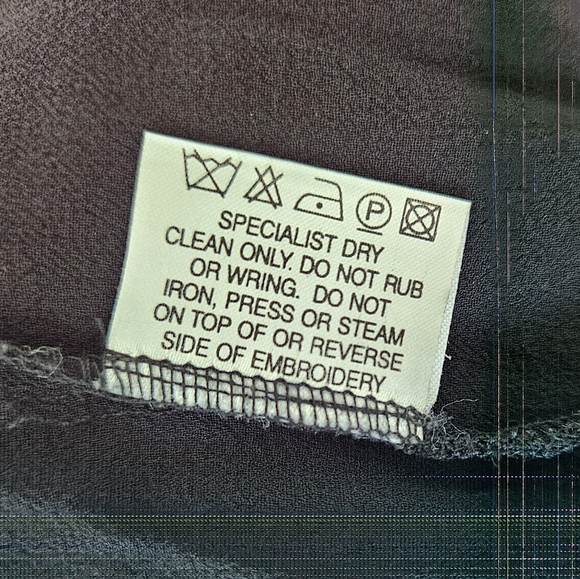 P
SPECIALIST DRY
CLEAN ONLY. DO NOT RUB
OR WRING. DO NOT
IRON, PRESS OR STEAM
ON TOP OF OR REVERSE
SIDE OF EMBROIDERY